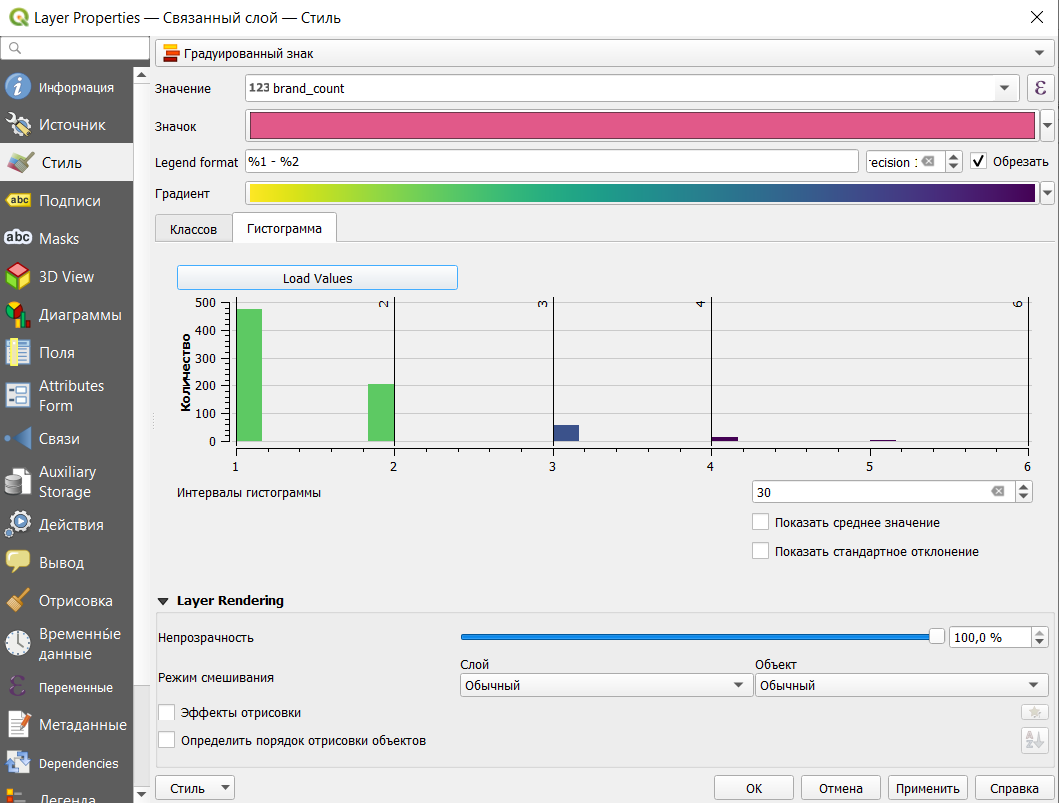 Layer Properties — Связанный слой — Стиль
Градуированный знак
Информация
Источник
Стиль
abc Подписи
abc Masks
3D View
Диаграммы
Поля
Attributes
Form
Связи
Auxiliary
Storage
Действия
Вывод
Отрисовка
Временны́е
данные
Переменные
Метаданные
Dependencies
Легенда
Значение
123 brand_count
ε
Значок
Legend format
%1 - %2
recision :
Обрезать
Градиент
Классов
Гистограмма
Load Values
Количество
500
400
300
200
100
0
2
3
4
6
1
2
3
4
5
6
Интервалы гистограммы
30
Показать среднее значение
Показать стандартное отклонение
Layer Rendering
Непрозрачность
100,0 %
Режим смешивания
Слой
Объект
Обычный
Обычный
Эффекты отрисовки
Определить порядок отрисовки объектов
Стиль
OK
Отмена
Применить
Справка